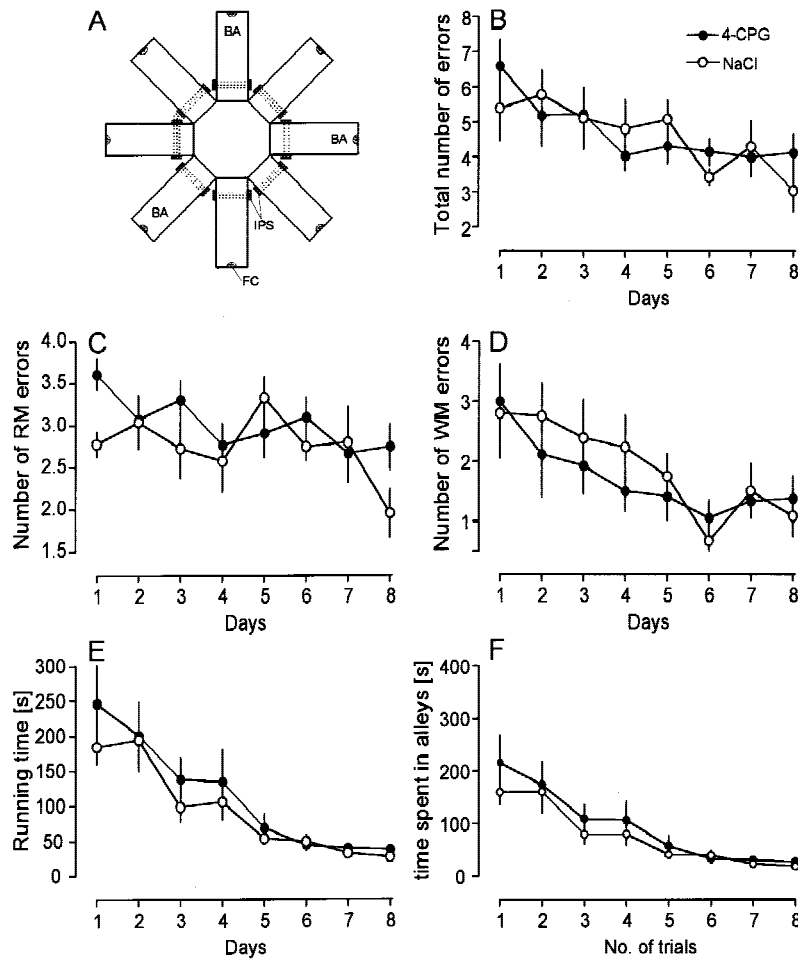 A
BA
BA
BA
IPS
FC
B
4-CPG
NaCl
Total number of errors
8
7
6
5
4
3
2
1 2 3 4 5 6 7 8
Days
C
Number of RM errors
4.0
3.5
3.0
2.5
2.0
1.5
1 2 3 4 5 6 7 8
Days
D
Number of WM errors
4
3
2
1
1 2 3 4 5 6 7 8
Days
E
Running time [s]
300
250
200
150
100
50
0
1 2 3 4 5 6 7 8
Days
F
time spent in alleys [s]
400
300
200
100
0
1 2 3 4 5 6 7 8
No. of trials